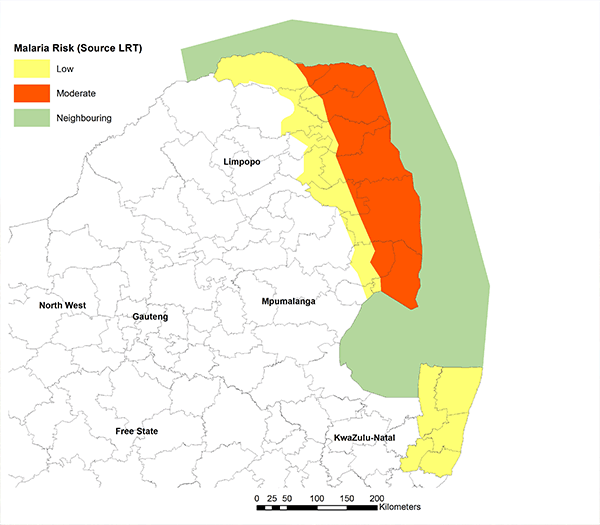 Malaria Risk (Source LRT)
Low
Moderate
Neighbouring
Limpopo
Mpumalanga
North West
Gauteng
Free State
KwaZulu-Natal
0 25 50 100 150 200
Kilometers